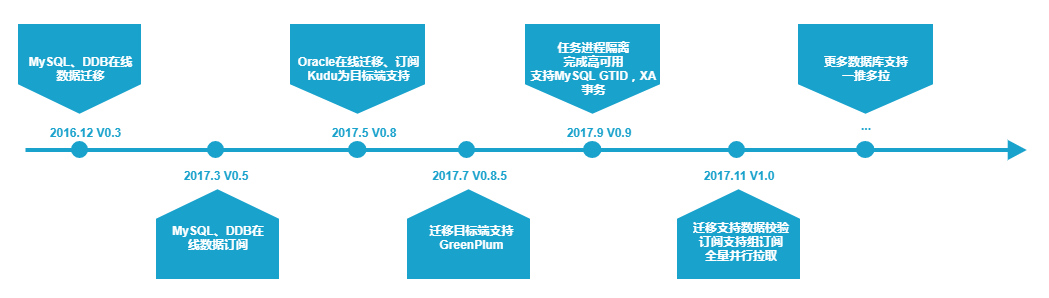 MySQL、DDB在线
数据迁移
2016.12 V0.3
2017.3 V0.5
MySQL、DDB在
线数据订阅
Oracle在线迁移、订阅
Kudu为目标端支持
2017.5 V0.8
2017.7 V0.8.5
迁移目标端支持
GreenPlum
任务进程隔离
完成高可用
支持MySQL GTID，XA
事务
2017.9 V0.9
2017.11 V1.0
迁移支持数据校验
订阅支持组订阅
全量并行拉取
更多数据库支持
一推多拉
...